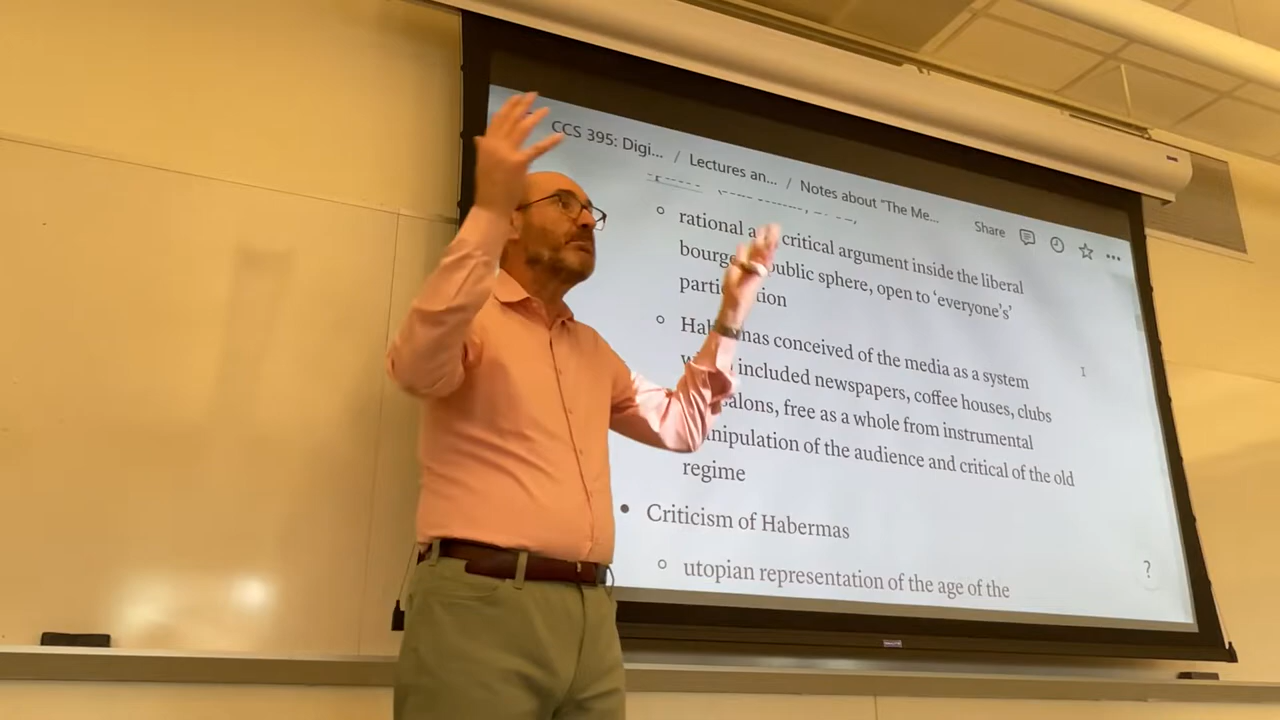 CCS 395: Digi... / Lectures an... / Notes about "The Me...
Share
rational a critical argument inside the liberal
bourge public sphere, open to 'everyone's'
parti ion
Hab mas conceived of the media as a system
included newspapers, coffee houses, clubs
salons, free as a whole from instrumental
nipulation of the audience and critical of the old
regime
Criticism of Habermas
utopian representation of the age of the
?